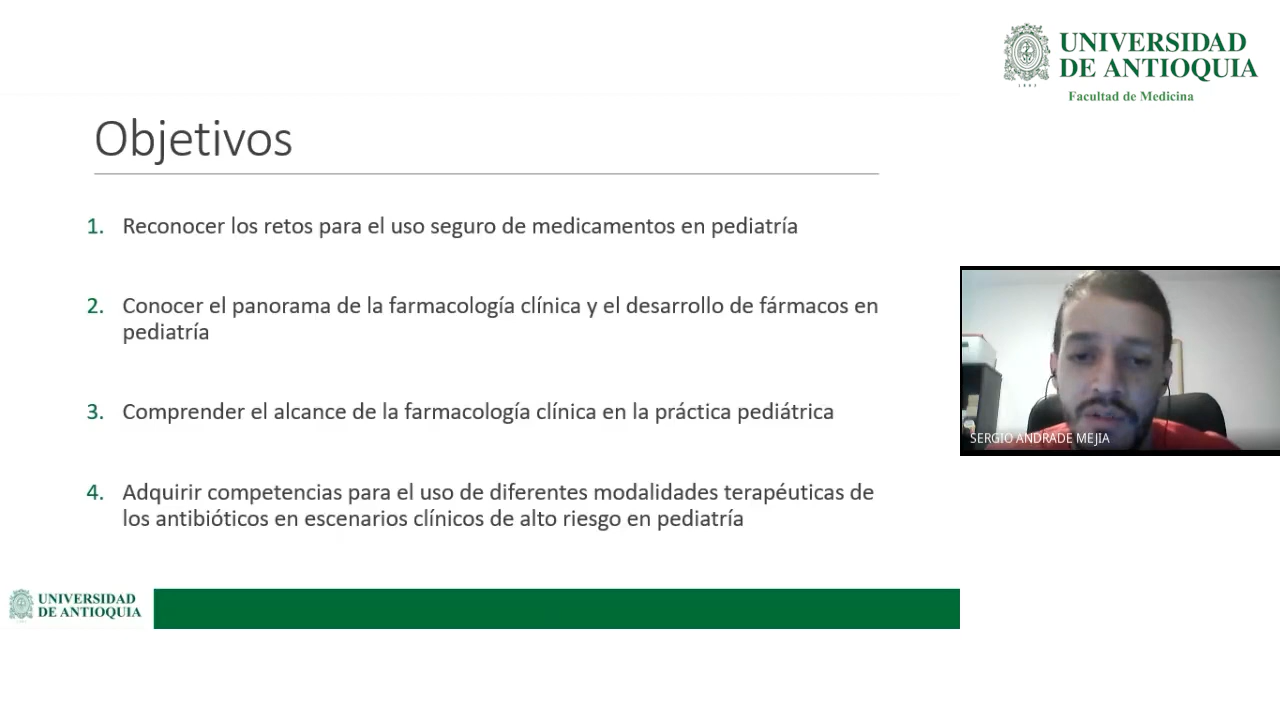 UNIVERSIDAD
DE ANTIOQUIA
Facultad de Medicina
Objetivos
1. Reconocer los retos para el uso seguro de medicamentos en pediatría
2. Conocer el panorama de la farmacología clínica y el desarrollo de fármacos en
pediatría
3. Comprender el alcance de la farmacología clínica en la práctica pediátrica
4. Adquirir competencias para el uso de diferentes modalidades terapéuticas de
los antibióticos en escenarios clínicos de alto riesgo en pediatría
SERGIO ANDRADE MEJIA
UNIVERSIDAD
DE ANTIOQUIA